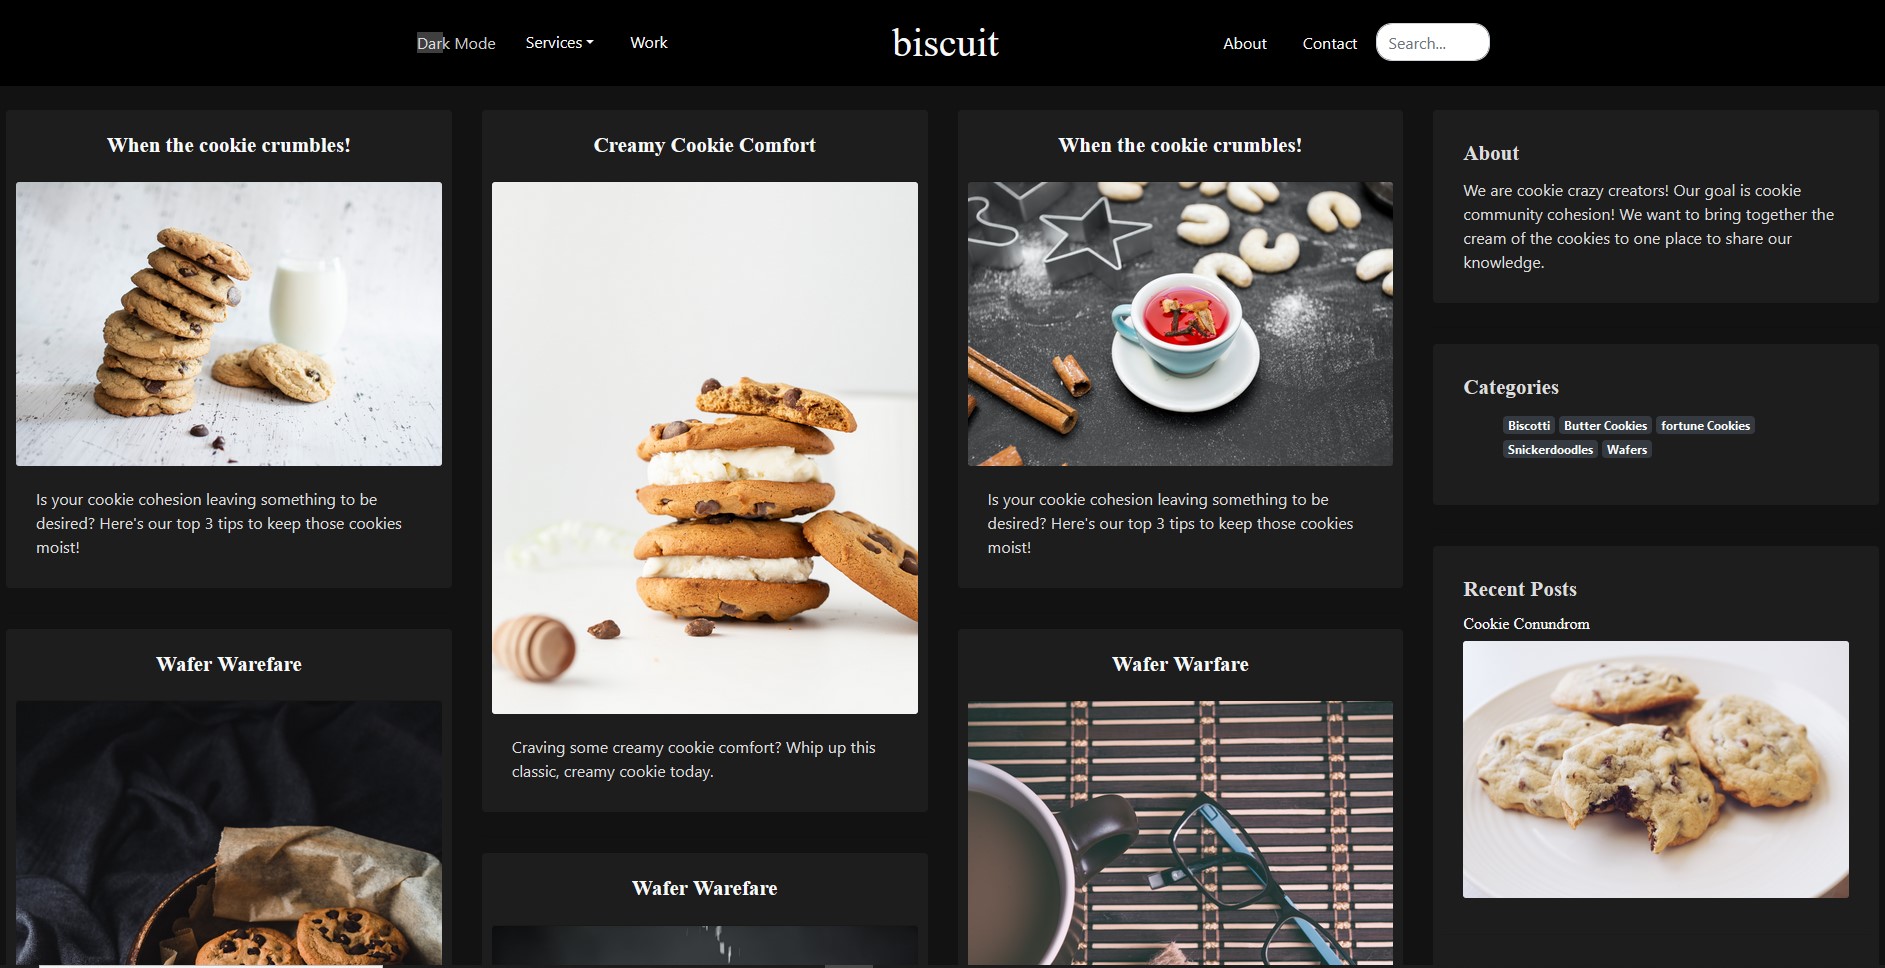 Dark Mode Services Work biscuit About Contact Search...
When the cookie crumbles!
Is your cookie cohesion leaving something to be
desired? Here's our top 3 tips to keep those cookies
moist!
Wafer Warefare
Creamy Cookie Comfort
Craving some creamy cookie comfort? Whip up this
classic, creamy cookie today.
Wafer Warefare
When the cookie crumbles!
Is your cookie cohesion leaving something to be
desired? Here's our top 3 tips to keep those cookies
moist!
Wafer Warfare
About
We are cookie crazy creators! Our goal is cookie
community cohesion! We want to bring together the
cream of the cookies to one place to share our
knowledge.
Categories
Biscotti Butter Cookies fortune Cookies
Snickerdoodles Wafers
Recent Posts
Cookie Conundrom